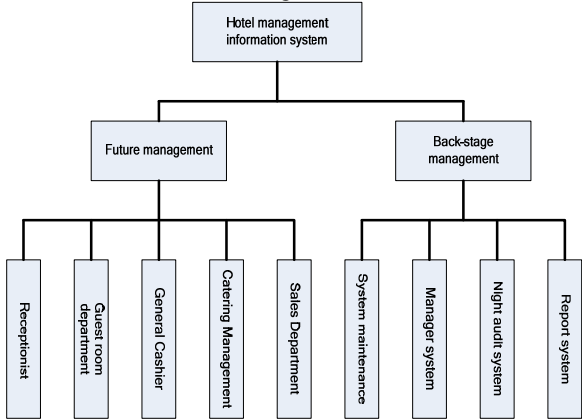 Hotel management
information system
Future management
Back-stage
management
Receptionist
Guest room
department
General Cashier
Catering Management
Sales Department
System maintenance
Manager system
Night audit system
Report system